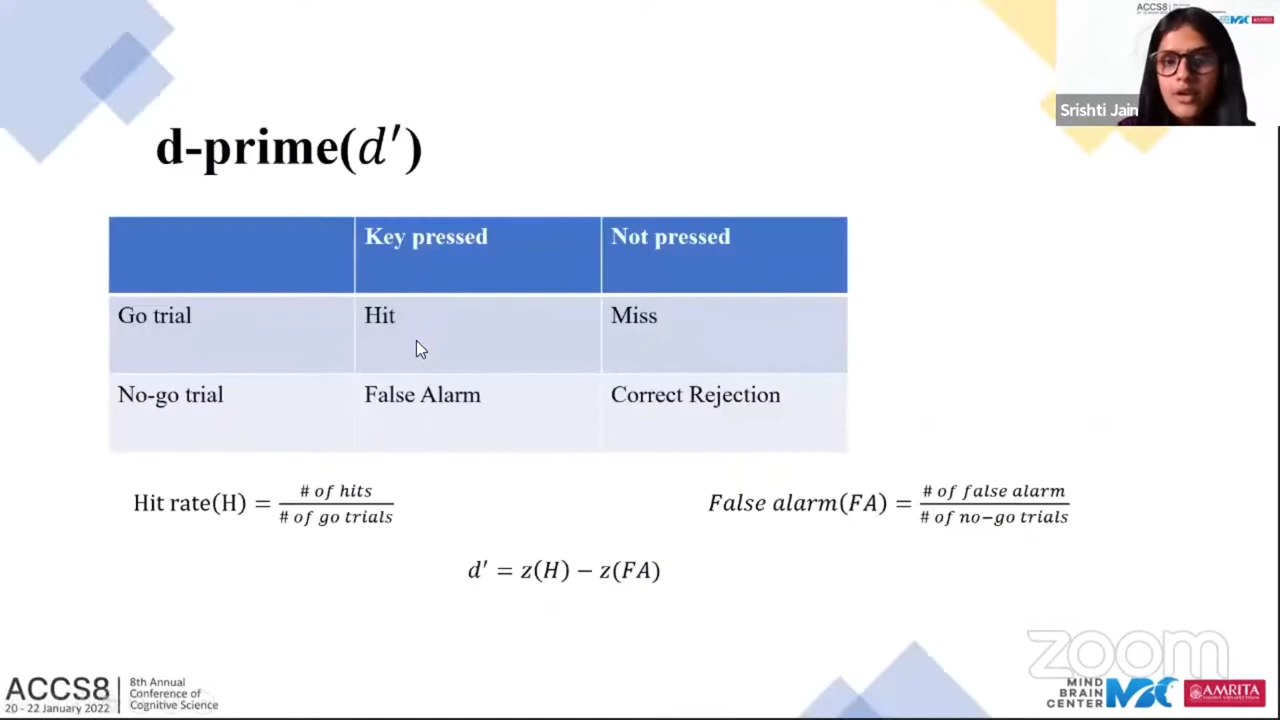 ACCS8
Srishti Jain
d-prime(d′)
Key pressed
Not pressed
Go trial
Hit
Miss
No-go trial
False Alarm
Correct Rejection
Hit rate(H) = # of hits / # of go trials
False alarm(FA) = # of false alarm / # of no−go trials
d′ = z(H) − z(FA)
zoom
ACCS8
20 - 22 January 2022
8th Annual
Conference of
Cognitive Science
MIND
BRAIN
CENTER
MBC
AMRITA